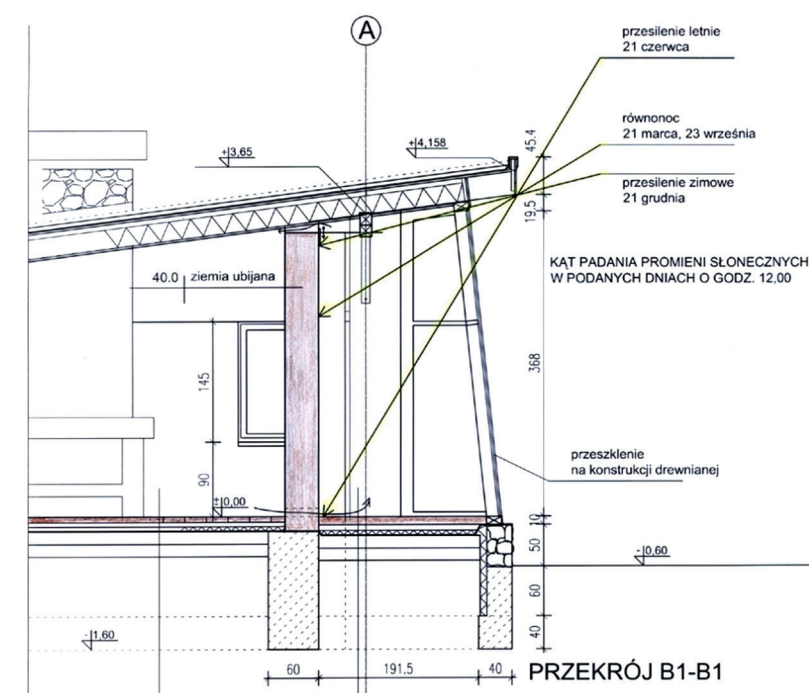 A
przesilenie letnie
21 czerwca
równonoc
21 marca, 23 września
przesilenie zimowe
21 grudnia
+3,65
+4,158
45.4
19.5
KĄT PADANIA PROMIENI SŁONECZNYCH
W PODANYCH DNIACH O GODZ. 12,00
40.0 ziemia ubijana
145
368
90
przeszklenie
na konstrukcji drewnianej
±0,00
10
50
-0,60
60
40
-1,60
60 191.5 40
PRZEKRÓJ B1-B1